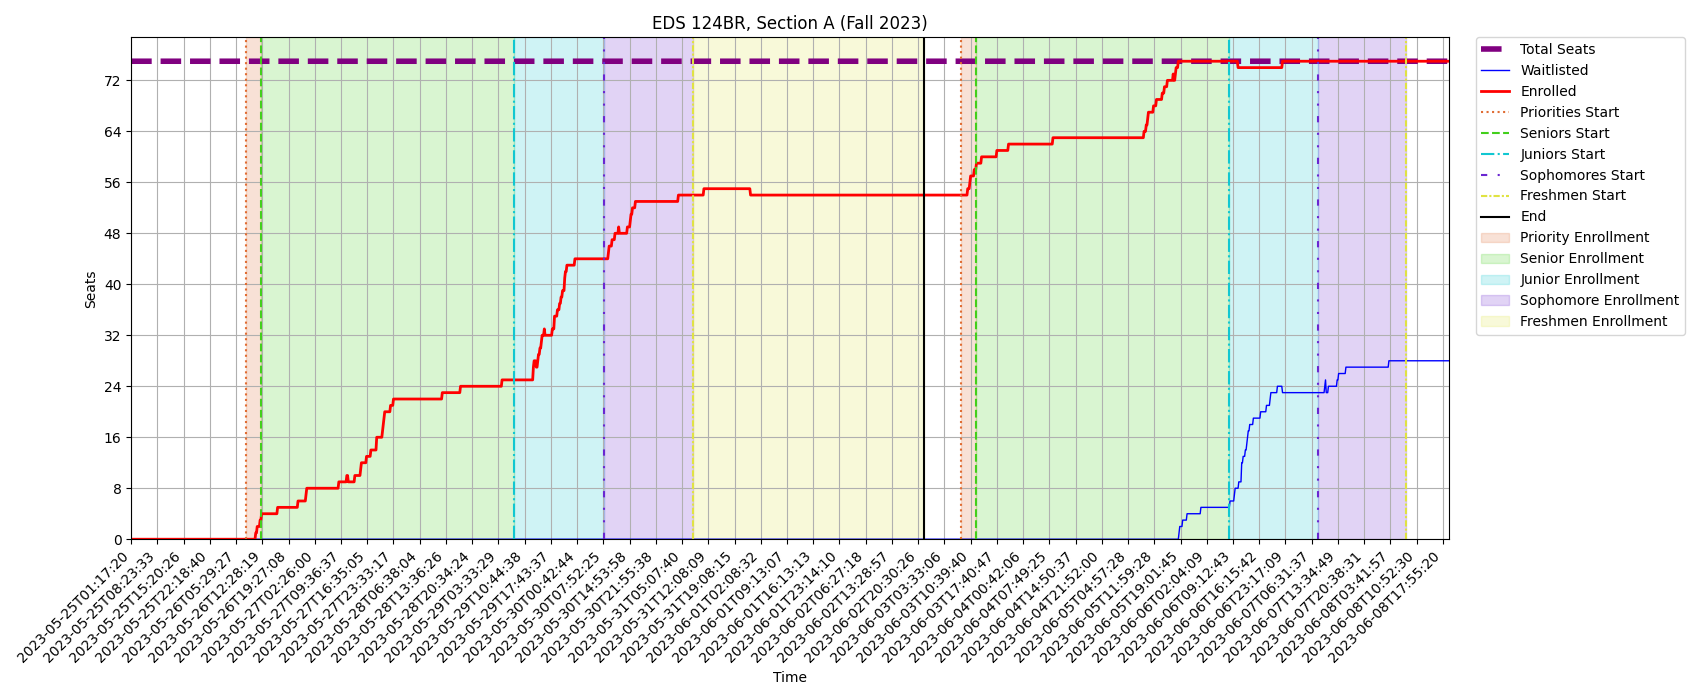 EDS 124BR, Section A (Fall 2023)
Total Seats
Waitlisted
Enrolled
Priorities Start
Seniors Start
Juniors Start
Sophomores Start
Freshmen Start
End
Priority Enrollment
Senior Enrollment
Junior Enrollment
Sophomore Enrollment
Freshmen Enrollment
Seats
72
64
56
48
40
32
24
16
8
0
2023-05-25T01:17:20
2023-05-25T08:23:33
2023-05-25T15:20:26
2023-05-25T22:18:40
2023-05-26T05:29:27
2023-05-26T12:28:19
2023-05-26T19:27:08
2023-05-27T02:26:00
2023-05-27T09:36:37
2023-05-27T16:35:05
2023-05-27T23:33:17
2023-05-28T06:38:04
2023-05-28T13:36:26
2023-05-28T20:34:24
2023-05-29T03:33:29
2023-05-29T10:44:38
2023-05-29T17:43:37
2023-05-30T00:42:44
2023-05-30T07:52:25
2023-05-30T14:53:58
2023-05-30T21:55:38
2023-05-31T05:07:40
2023-05-31T12:08:09
2023-05-31T19:08:15
2023-06-01T02:08:32
2023-06-01T09:13:07
2023-06-01T16:13:13
2023-06-01T23:14:10
2023-06-02T06:27:18
2023-06-02T13:28:57
2023-06-02T20:30:26
2023-06-03T03:33:06
2023-06-03T10:39:40
2023-06-03T17:40:47
2023-06-04T00:42:06
2023-06-04T07:49:25
2023-06-04T14:50:37
2023-06-04T21:52:00
2023-06-05T04:57:28
2023-06-05T11:59:28
2023-06-05T19:01:45
2023-06-06T02:04:09
2023-06-06T09:12:43
2023-06-06T16:15:42
2023-06-06T23:17:09
2023-06-07T06:31:37
2023-06-07T13:34:49
2023-06-07T20:38:31
2023-06-08T03:41:57
2023-06-08T10:52:30
2023-06-08T17:55:20
Time